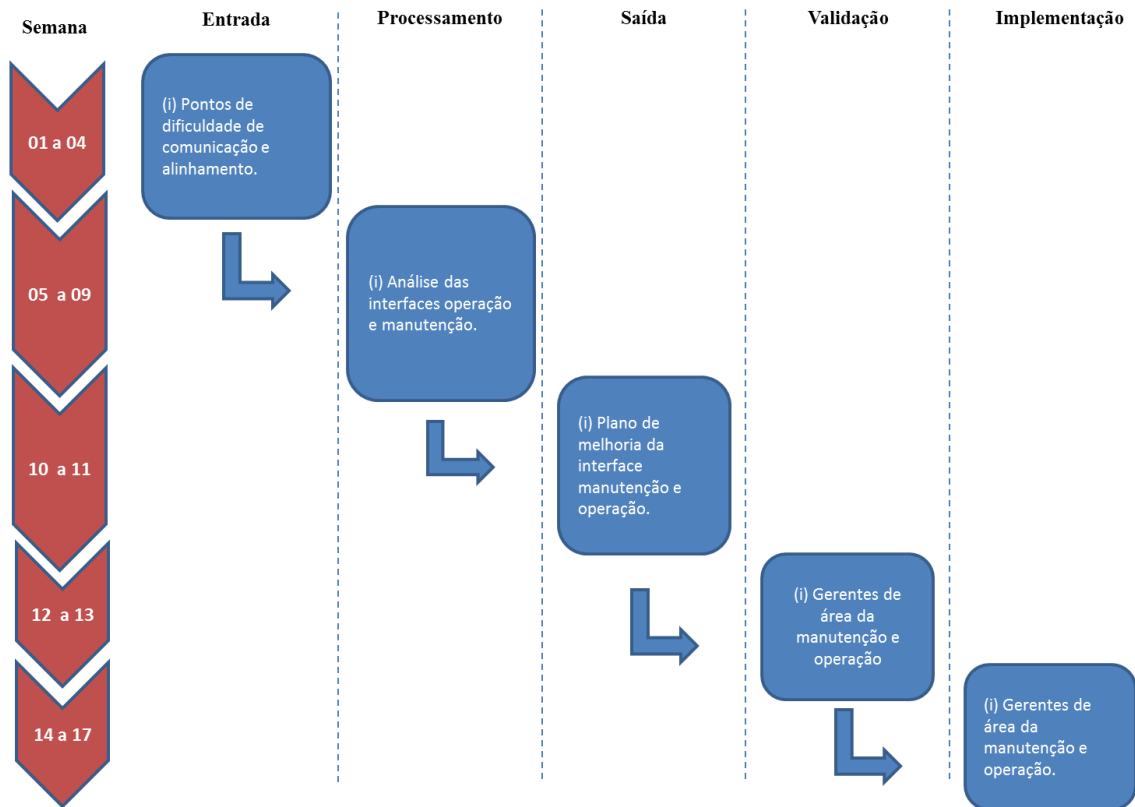 Semana
Entrada
Processamento
Saída
Validação
Implementação
01 a 04
(i) Pontos de
dificuldade de
comunicação e
alinhamento.
05 a 09
(i) Análise das
interfaces operação
e manutenção.
10 a 11
(i) Plano de
melhoria da
interface
manutenção e
operação.
12 a 13
(i) Gerentes de
área da
manutenção e
operação
14 a 17
(i) Gerentes de
área da
manutenção e
operação.